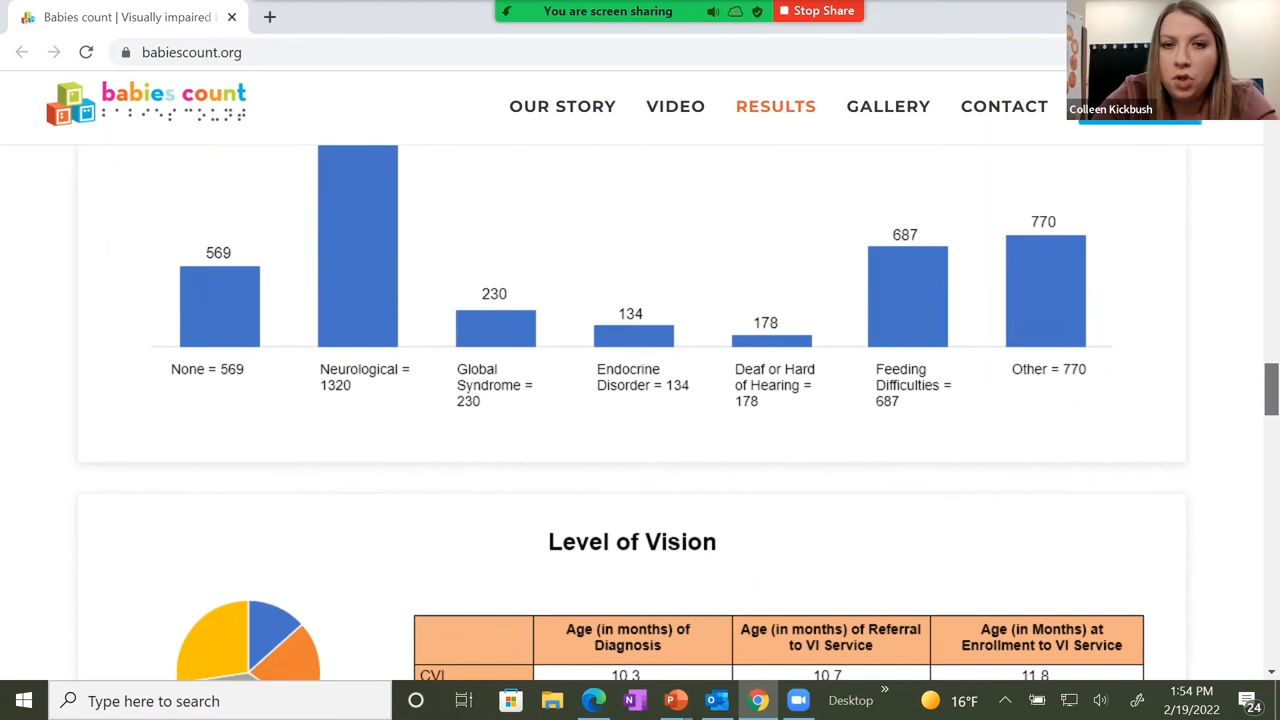 Babies count | Visually impaired
You are screen sharing
Stop Share
babiescount.org
babies count
OUR STORY
VIDEO
RESULTS
GALLERY
CONTACT
Colleen Kickbush
569
230
134
178
687
770
None = 569
Neurological =
1320
Global
Syndrome =
230
Endocrine
Disorder = 134
Deaf or Hard
of Hearing =
178
Feeding
Difficulties =
687
Other = 770
Level of Vision
Age (in months) of
Diagnosis
Age (in months) of Referral
to VI Service
Age (in Months) at
Enrollment to VI Service
CVI
10.3
10.7
11.8
Type here to search
Desktop
16°F
1:54 PM
2/19/2022
24